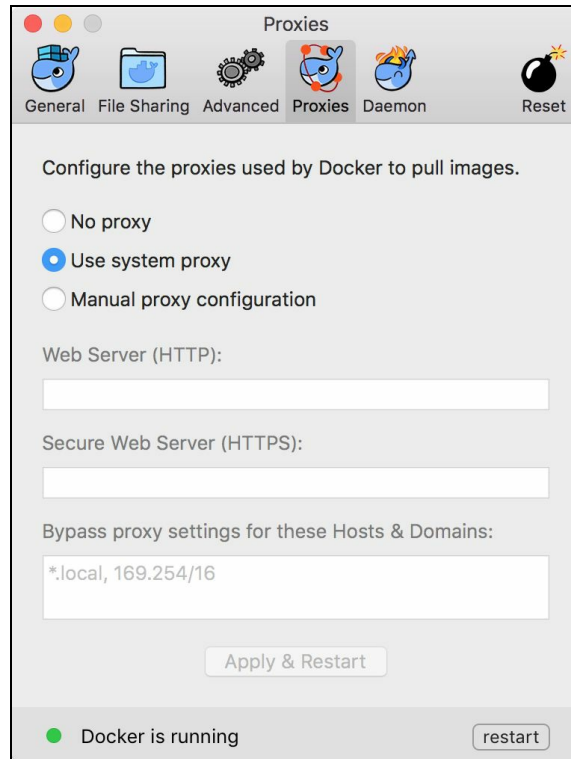 Proxies
General File Sharing Advanced Proxies Daemon Reset
Configure the proxies used by Docker to pull images.
No proxy
Use system proxy
Manual proxy configuration
Web Server (HTTP):
Secure Web Server (HTTPS):
Bypass proxy settings for these Hosts & Domains:
*.local, 169.254/16
Apply & Restart
Docker is running restart